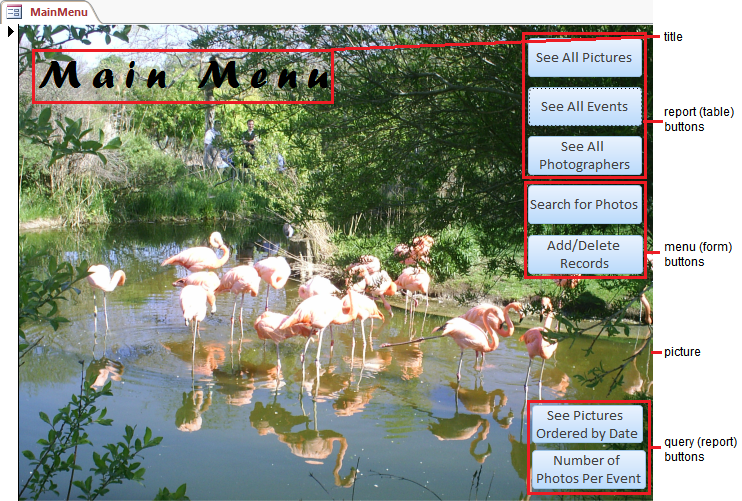 MainMenu
Main Menu
title
See All Pictures
See All Events
report (table)
buttons
See All
Photographers
Search for Photos
Add/Delete
Records
menu (form)
buttons
picture
See Pictures
Ordered by Date
query (report)
buttons
Number of
Photos Per Event